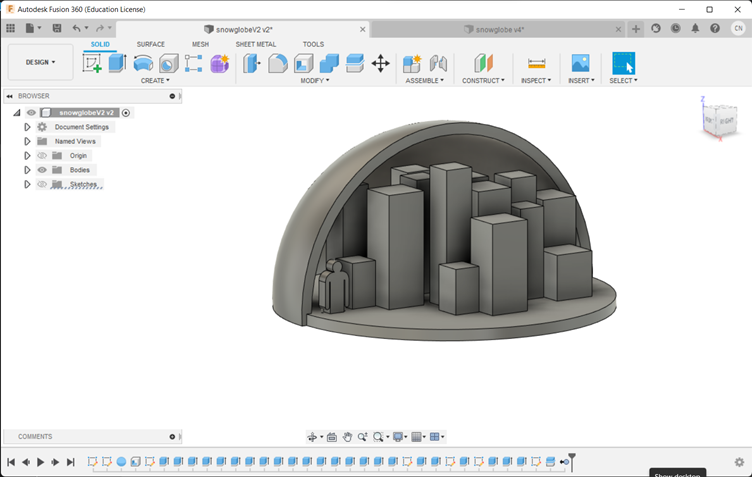 Autodesk Fusion 360 (Education License)
snowglobeV2 v2*
snowglobe v4*
CN
DESIGN
SOLID SURFACE MESH SHEET METAL TOOLS
CREATE MODIFY ASSEMBLE CONSTRUCT INSPECT INSERT SELECT
BROWSER
snowglobeV2 v2
Document Settings
Named Views
Origin
Bodies
Sketches
Z
X
COMMENTS
Show desktop